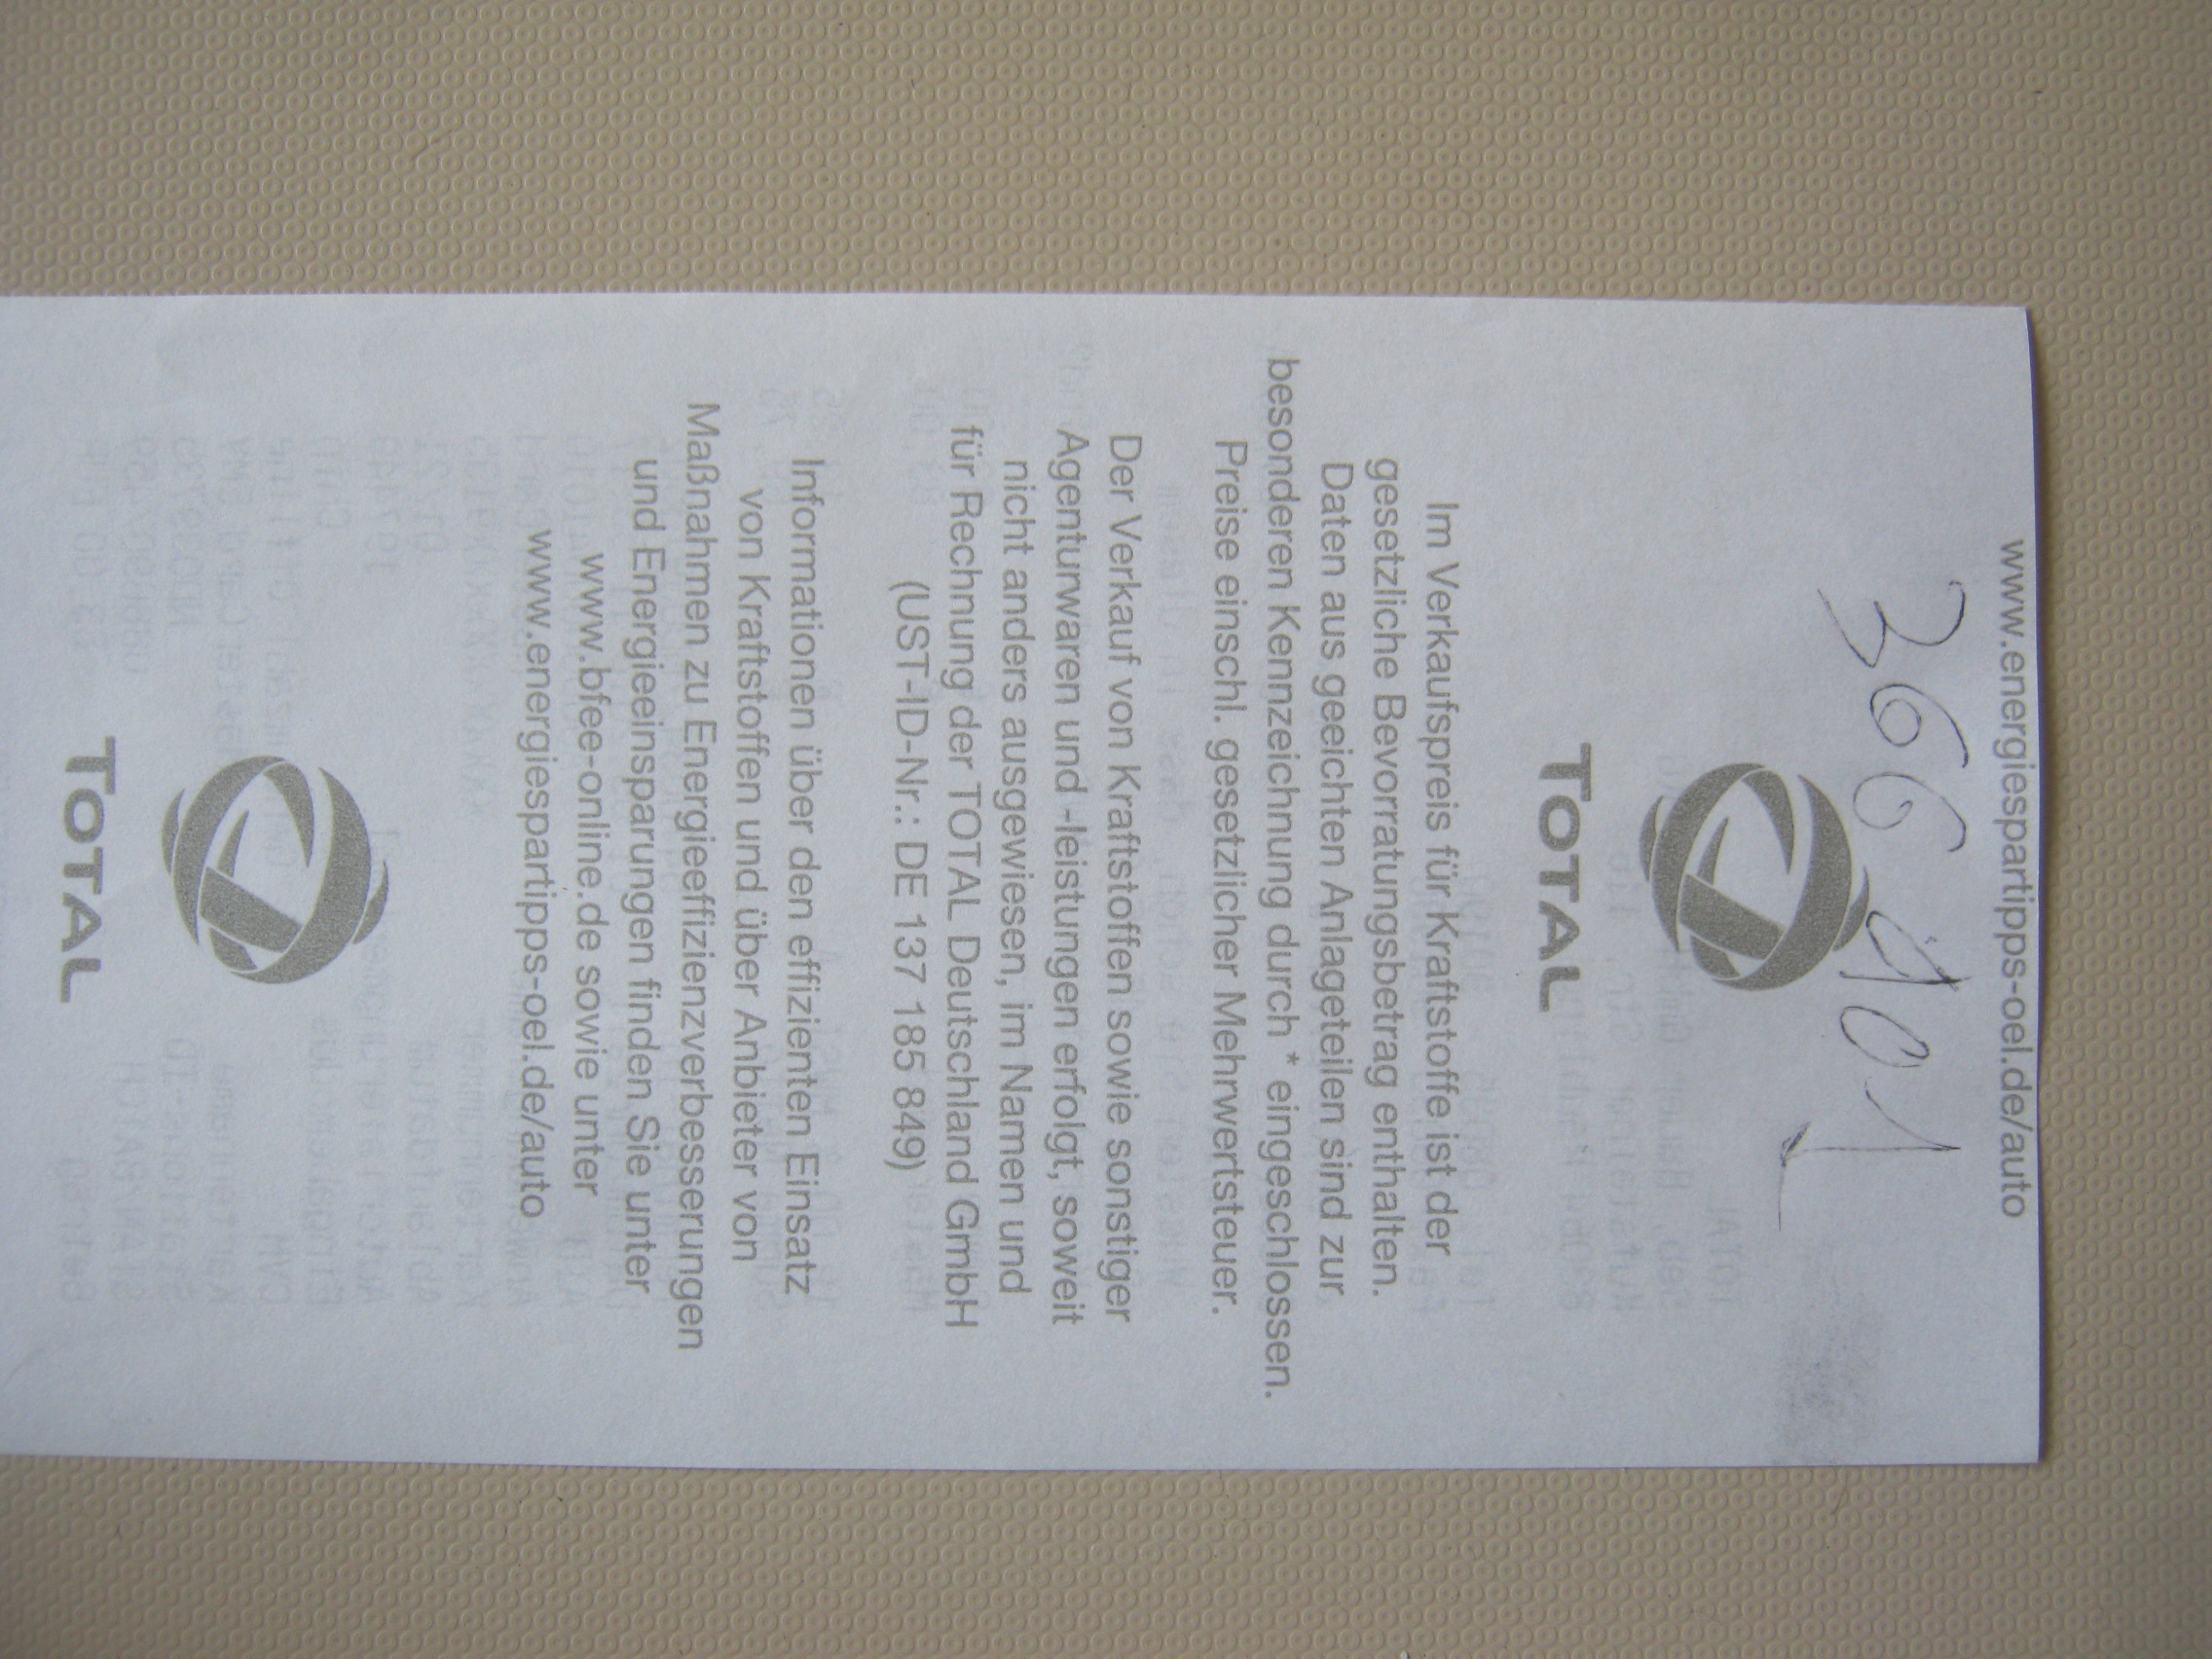 www.energiespartipps-oel.de/auto
366 101
TOTAL
Im Verkaufspreis für Kraftstoffe ist der
gesetzliche Bevorratungsbetrag enthalten.
Daten aus geeichten Anlageteilen sind zur
besonderen Kennzeichnung durch * eingeschlossen.
Preise einschl. gesetzlicher Mehrwertsteuer.
Der Verkauf von Kraftstoffen sowie sonstiger
Agenturwaren und -leistungen erfolgt, soweit
nicht anders ausgewiesen, im Namen und
für Rechnung der TOTAL Deutschland GmbH
(UST-ID-Nr.: DE 137 185 849)
Informationen über den effizienten Einsatz
von Kraftstoffen und über Anbieter von
Maßnahmen zu Energieeffizienzverbesserungen
und Energieeinsparungen finden Sie unter
www.bfee-online.de sowie unter
www.energiespartipps-oel.de/auto
TOTAL